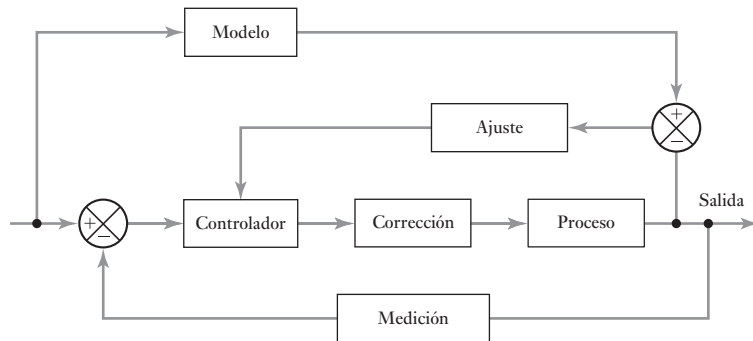 Modelo
+
−
Ajuste
Salida
+
−
Controlador
Corrección
Proceso
Medición